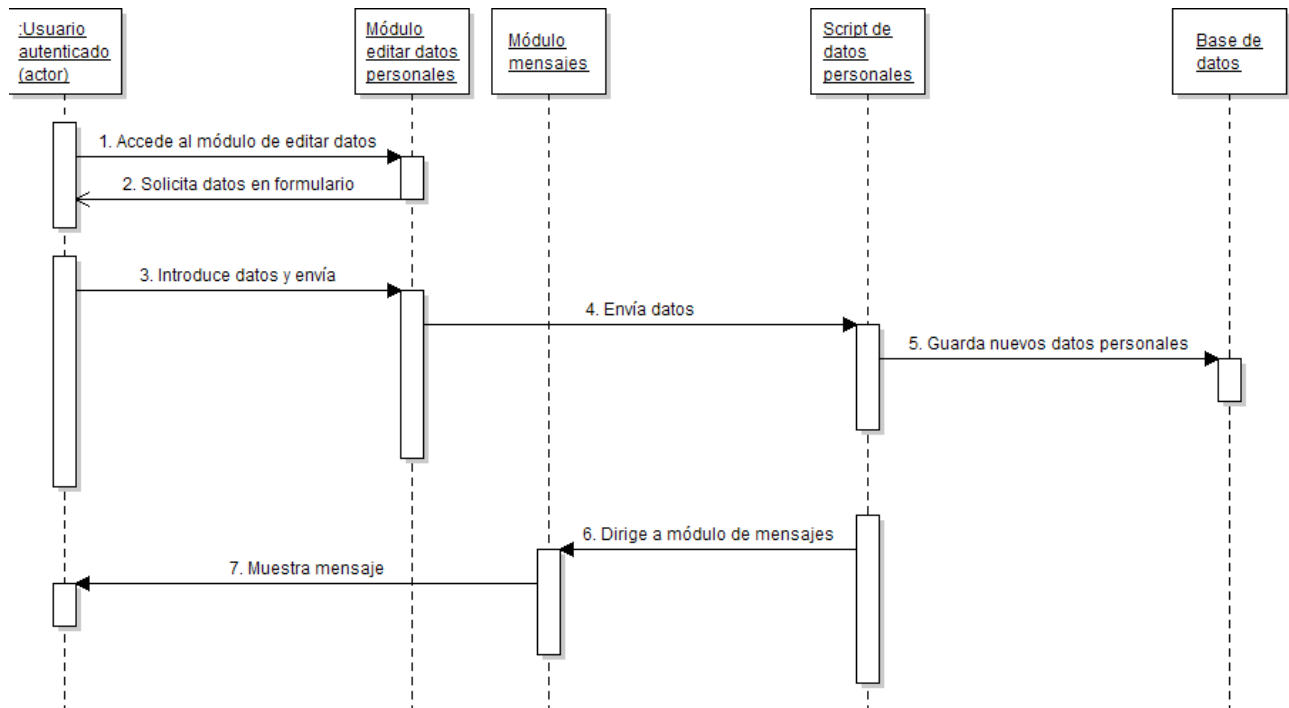 :Usuario
autenticado
(actor)
Módulo
editar datos
personales
Módulo
mensajes
Script de
datos
personales
Base de
datos
1. Accede al módulo de editar datos
2. Solicita datos en formulario
3. Introduce datos y envía
4. Envía datos
5. Guarda nuevos datos personales
6. Dirige a módulo de mensajes
7. Muestra mensaje